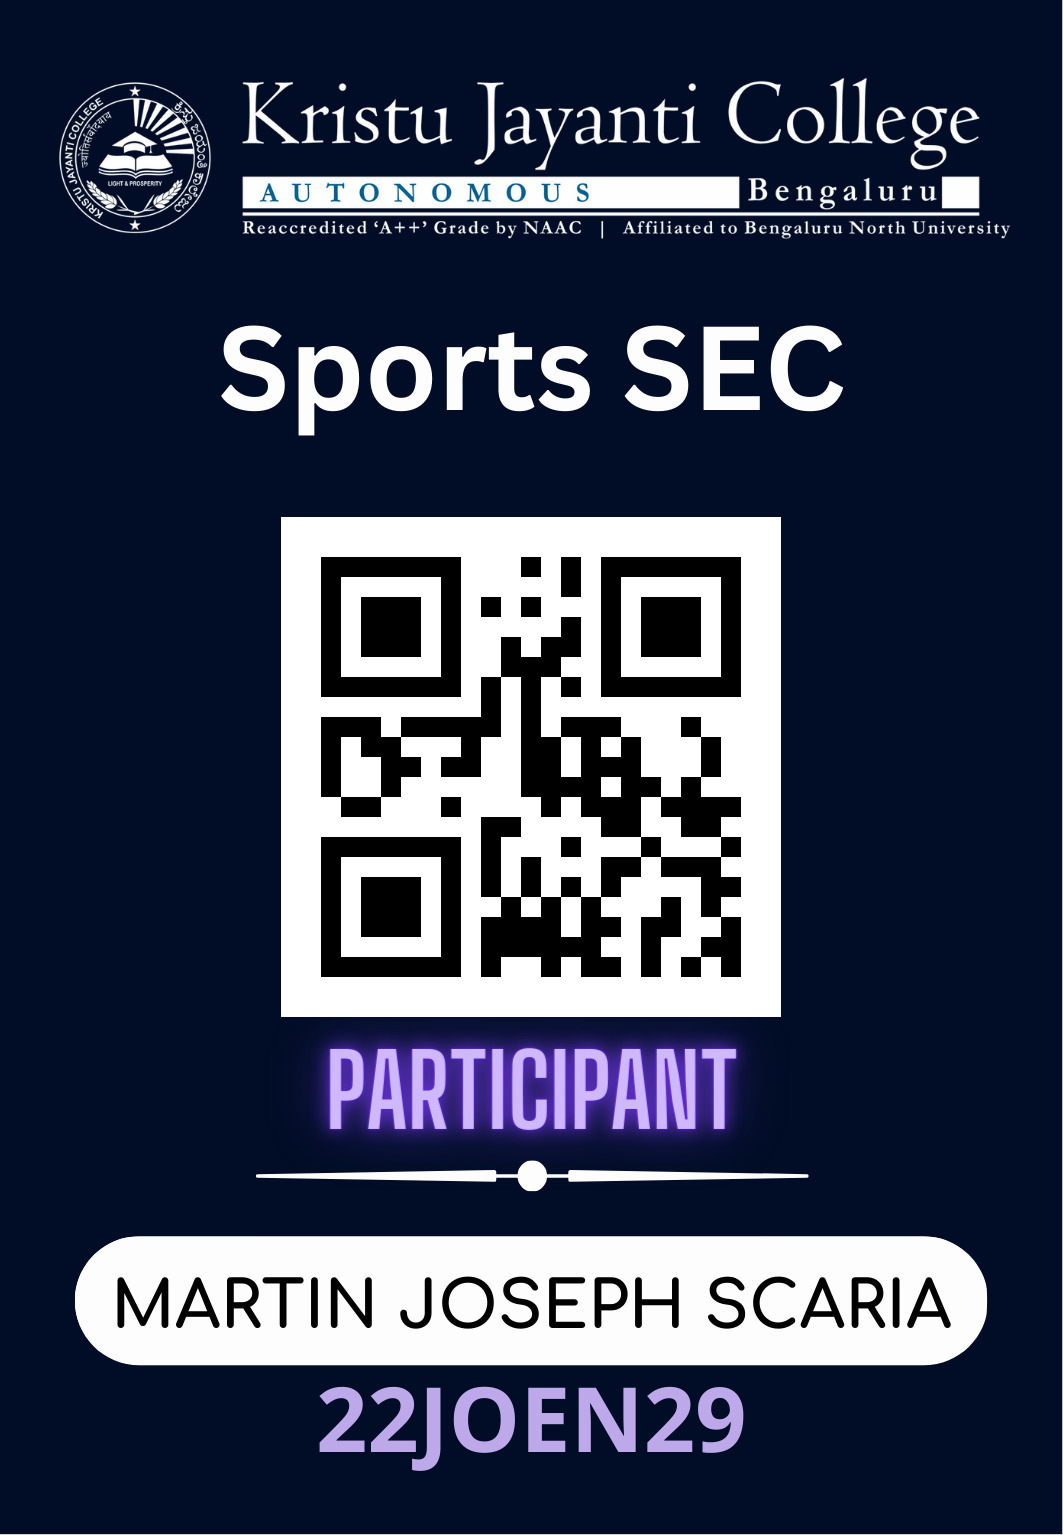 Kristu Jayanti College
AUTONOMOUS Bengaluru
Reaccredited ‘A++’ Grade by NAAC | Affiliated to Bengaluru North University
KRISTU JAYANTI COLLEGE
LIGHT & PROSPERITY
Sports SEC
PARTICIPANT
MARTIN JOSEPH SCARIA
22JOEN29